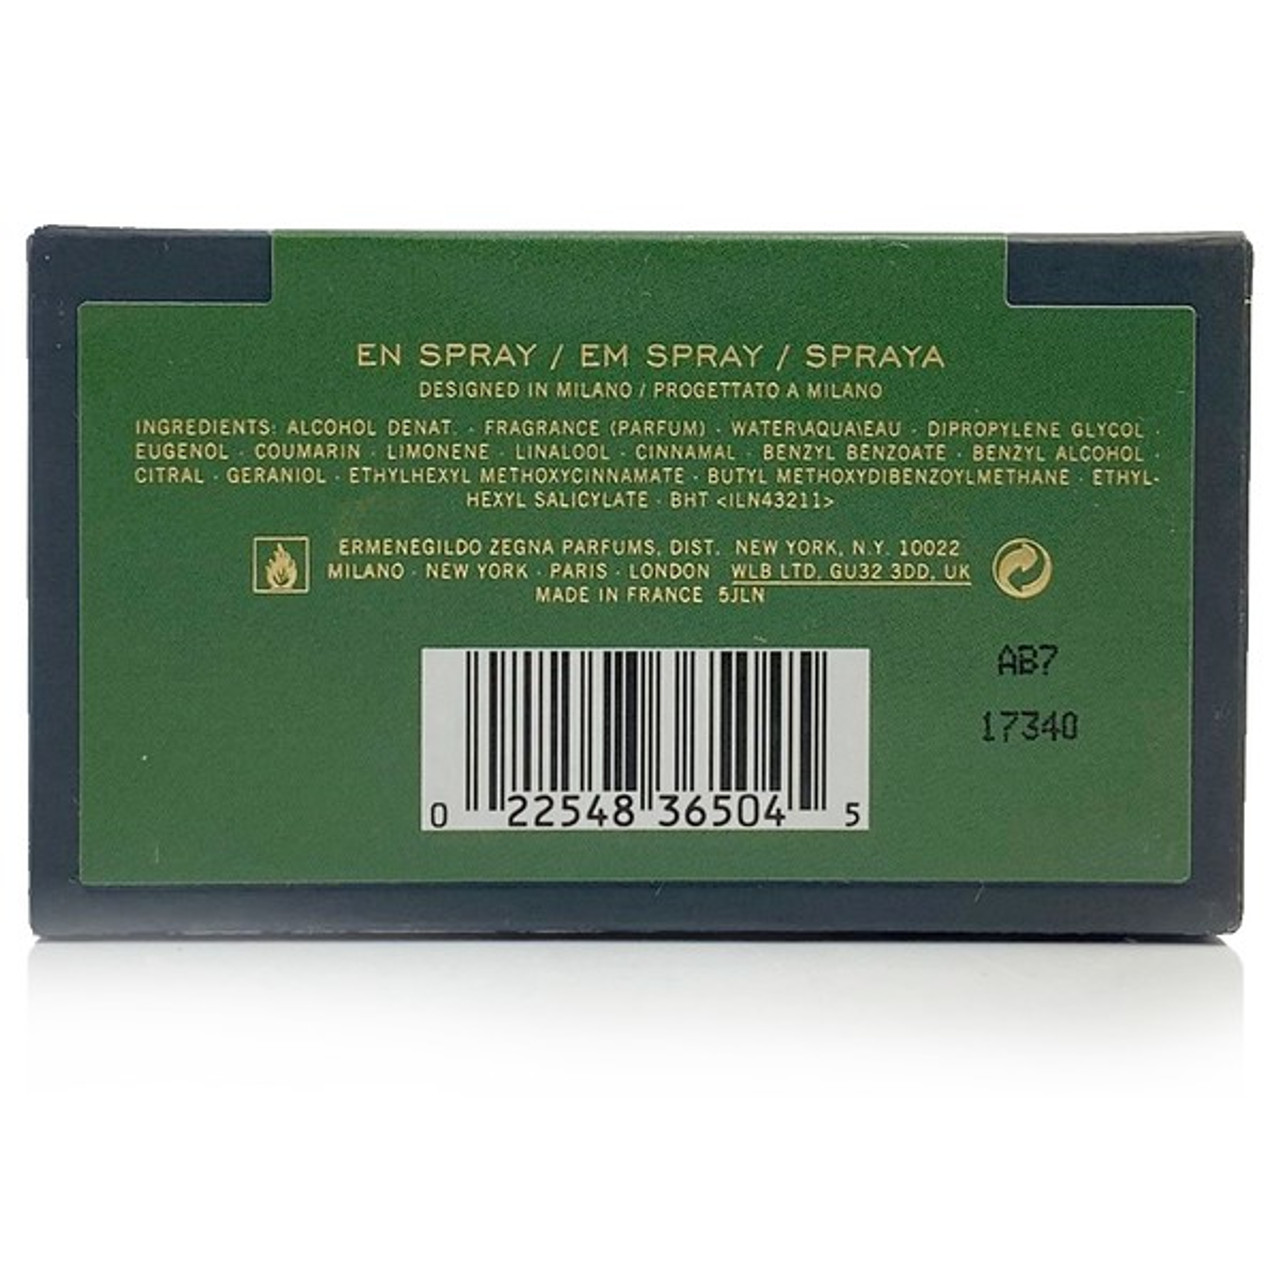 EN SPRAY / EM SPRAY / SPRAYA
DESIGNED IN MILANO / PROGETTATO A MILANO
INGREDIENTS: ALCOHOL DENAT. · FRAGRANCE (PARFUM) · WATER\AQUA\EAU · DIPROPYLENE GLYCOL ·
EUGENOL · COUMARIN · LIMONENE · LINALOOL · CINNAMAL · BENZYL BENZOATE · BENZYL ALCOHOL ·
CITRAL · GERANIOL · ETHYLHEXYL METHOXYCINNAMATE · BUTYL METHOXYDIBENZOYLMETHANE · ETHYL-
HEXYL SALICYLATE · BHT <ILN43211>
ERMENEGILDO ZEGNA PARFUMS, DIST. NEW YORK, N.Y. 10022
MILANO · NEW YORK · PARIS · LONDON WLB LTD, GU32 3DD, UK
MADE IN FRANCE 5JLN
AB7
17340
0 22548 36504 5